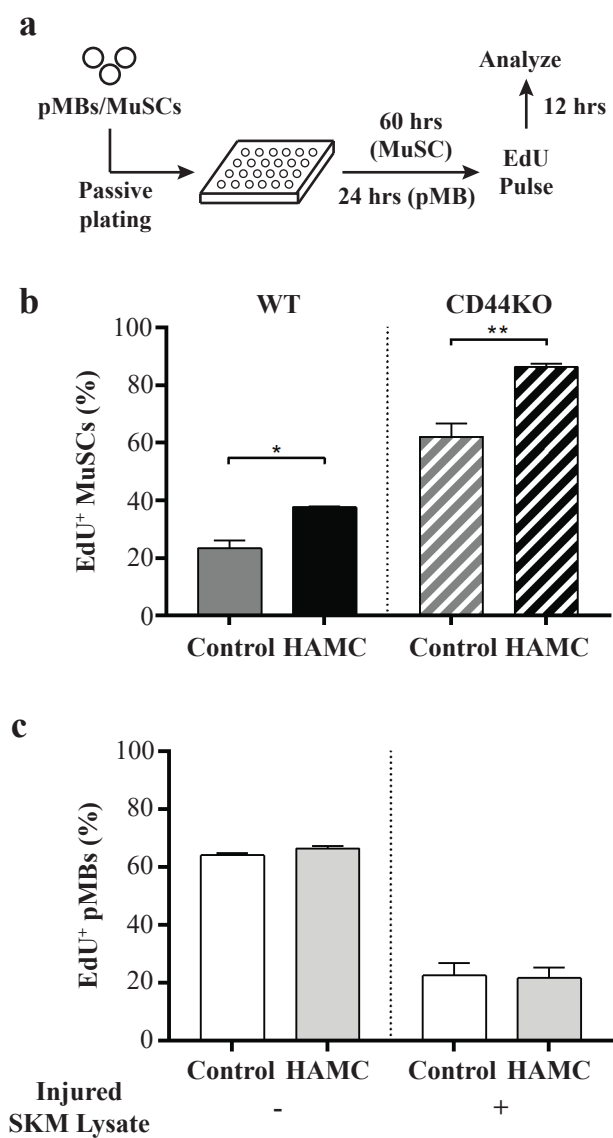 a
pMBs/MuSCs
Passive
plating
60 hrs
(MuSC)
24 hrs (pMB)
Analyze
12 hrs
EdU
Pulse
b
WT
CD44KO
EdU⁺ MuSCs (%)
100
80
60
40
20
0
*
**
Control HAMC
Control HAMC
c
EdU⁺ pMBs (%)
100
80
60
40
20
0
Control HAMC
Control HAMC
Injured
SKM Lysate
-
+